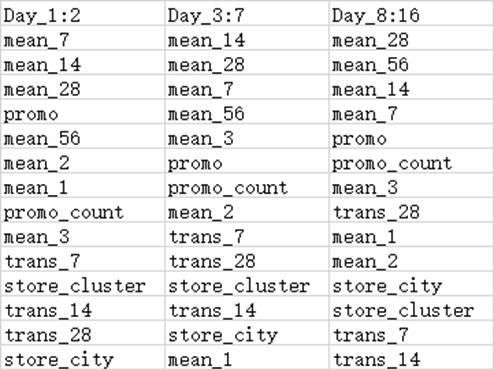 Day_1:2 Day_3:7 Day_8:16
mean_7 mean_14 mean_28
mean_14 mean_28 mean_56
mean_28 mean_7 mean_14
promo mean_56 mean_7
mean_56 mean_3 promo
mean_2 promo promo_count
mean_1 promo_count mean_3
promo_count mean_2 trans_28
mean_3 trans_7 mean_1
trans_7 trans_28 mean_2
store_cluster store_cluster store_city
trans_14 trans_14 store_cluster
trans_28 store_city trans_7
store_city mean_1 trans_14